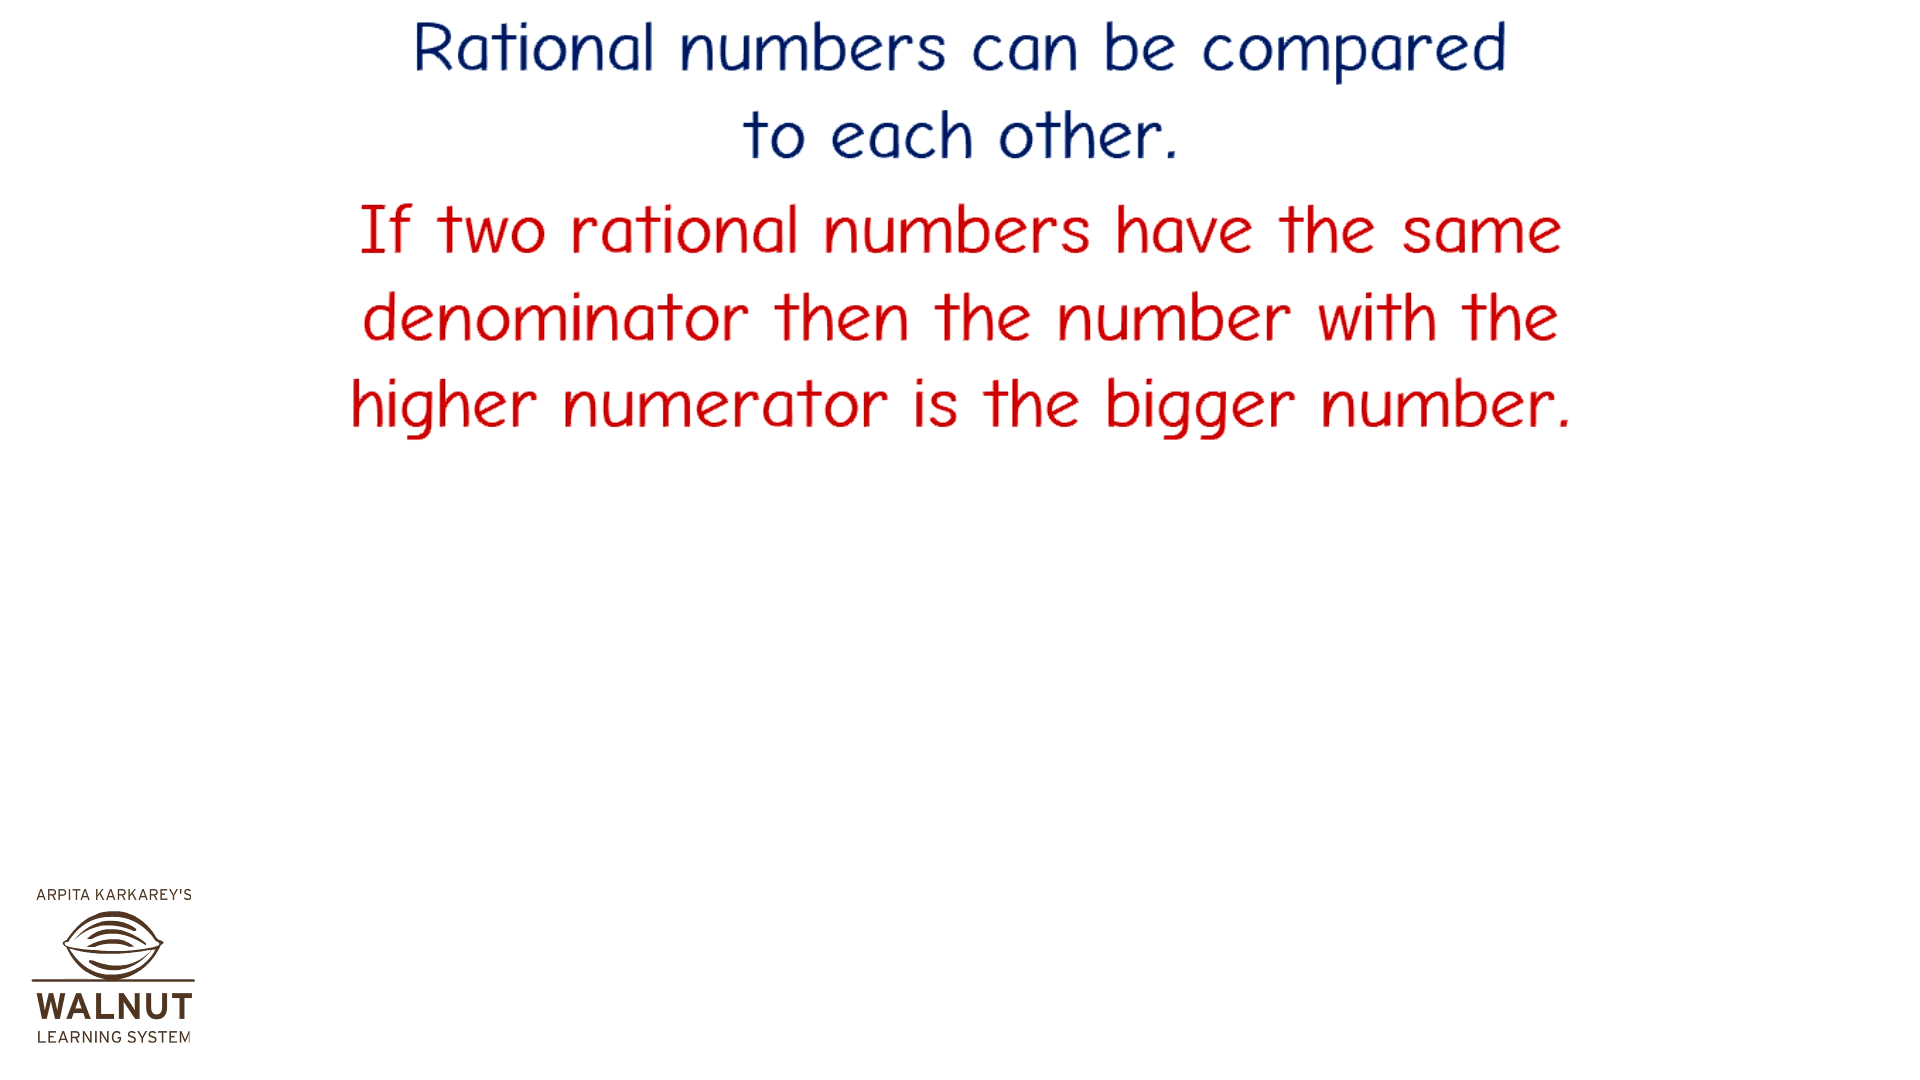 Rational numbers can be compared
to each other.
If two rational numbers have the same
denominator then the number with the
higher numerator is the bigger number.
ARPITA KARKAREY'S
WALNUT
LEARNING SYSTEM